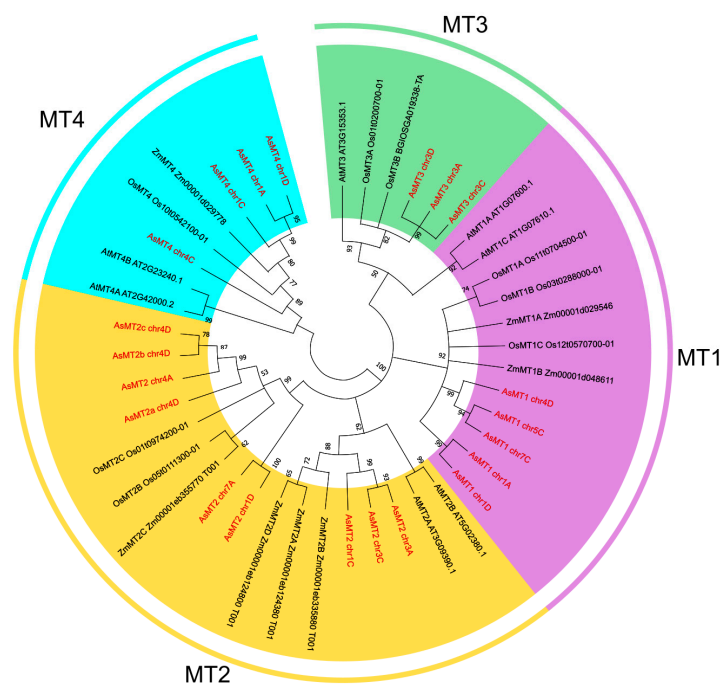 MT3
MT1
MT2
MT4
AtMT3 AT3G15353.1
OsMT3A Os01t0200700-01
OsMT3B BGIOSGA019338-TA
AsMT3 chr3D
AsMT3 chr3A
AsMT3 chr3C
AtMT1A AT1G07600.1
AtMT1C AT1G07610.1
OsMT1A Os11t0704500-01
OsMT1B Os03t0288000-01
ZmMT1A Zm00001d029546
OsMT1C Os12t0570700-01
ZmMT1B Zm00001d048611
AsMT1 chr4D
AsMT1 chr5C
AsMT1 chr7C
AsMT1 chr1A
AsMT1 chr1D
AtMT2B AT5G02380.1
AtMT2A AT3G09390.1
AsMT2 chr3A
AsMT2 chr3C
AsMT2 chr1C
ZmMT2B Zm00001eb335880 T001
ZmMT2A Zm00001eb124380 T001
ZmMT2D Zm00001eb124800 T001
AsMT2 chr1D
AsMT2 chr7A
ZmMT2C Zm00001eb355770 T001
OsMT2B Os05t0111300-01
OsMT2C Os01t0974200-01
AsMT2a chr4D
AsMT2 chr4A
AsMT2b chr4D
AsMT2c chr4D
AtMT4A AT2G42000.2
AtMT4B AT2G23240.1
AsMT4 chr4C
OsMT4 Os10t0542100-01
ZmMT4 Zm00001d029778
AsMT4 chr1C
AsMT4 chr1A
AsMT4 chr1D
93
82
99
50
92
74
92
99
94
99
100
62
99
88
99
93
72
65
100
62
99
53
99
87
78
99
89
77
80
99
95